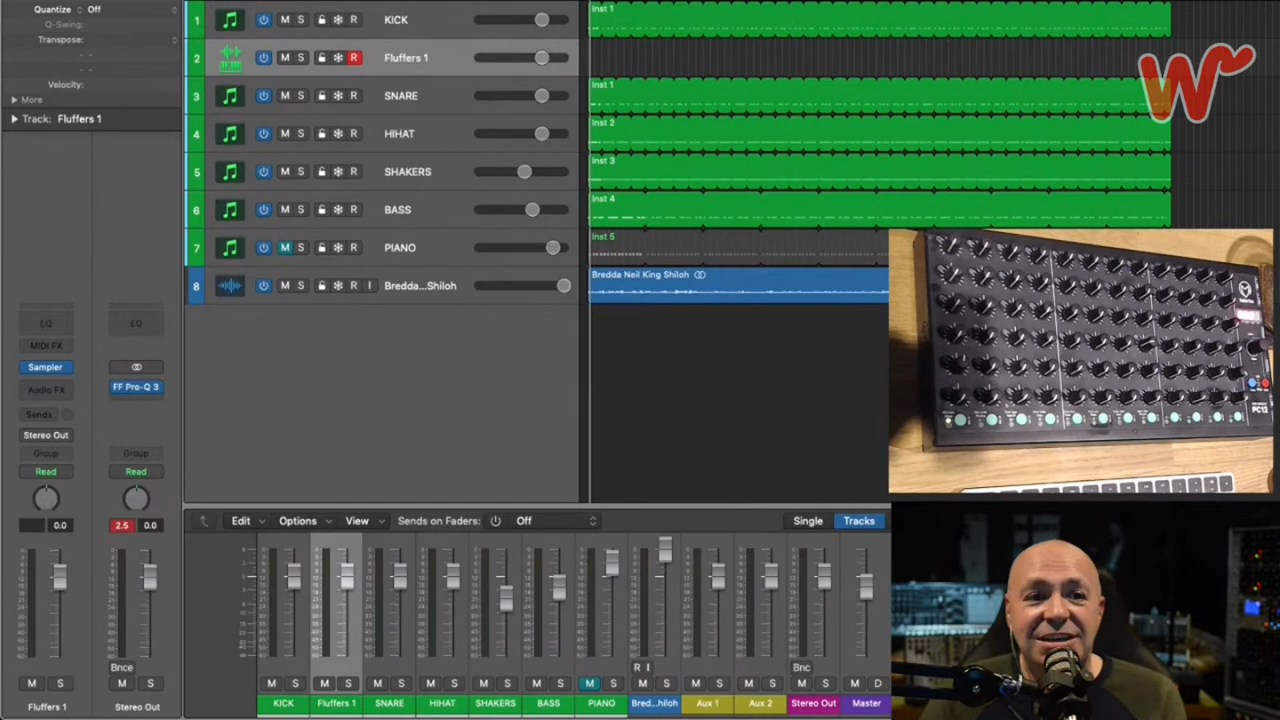 Quantize Off
Q-Swing:
Transpose:
Velocity:
More
Track: Fluffers 1
EQ
EQ
MIDI FX
Sampler
FF Pro-Q 3
Audio FX
Sends
Stereo Out
Group
Group
Read
Read
0.0
2.5 0.0
Bnce
M S
M S
Fluffers 1
Stereo Out
1 M S R KICK
2 M S R Fluffers 1
3 M S R SNARE
4 M S R HIHAT
5 M S R SHAKERS
6 M S R BASS
7 M S R PIANO
8 M S R I Bredda...Shiloh
Inst 1
Inst 1
Inst 2
Inst 3
Inst 4
Inst 5
Bredda Neil King Shiloh
W
PC12
Edit Options View Sends on Faders: Off Single Tracks
R I
Bnc
M S M S M S M S M S M S M S M S M S M S M S M D
KICK Fluffers 1 SNARE HIHAT SHAKERS BASS PIANO Bred...hiloh Aux 1 Aux 2 Stereo Out Master